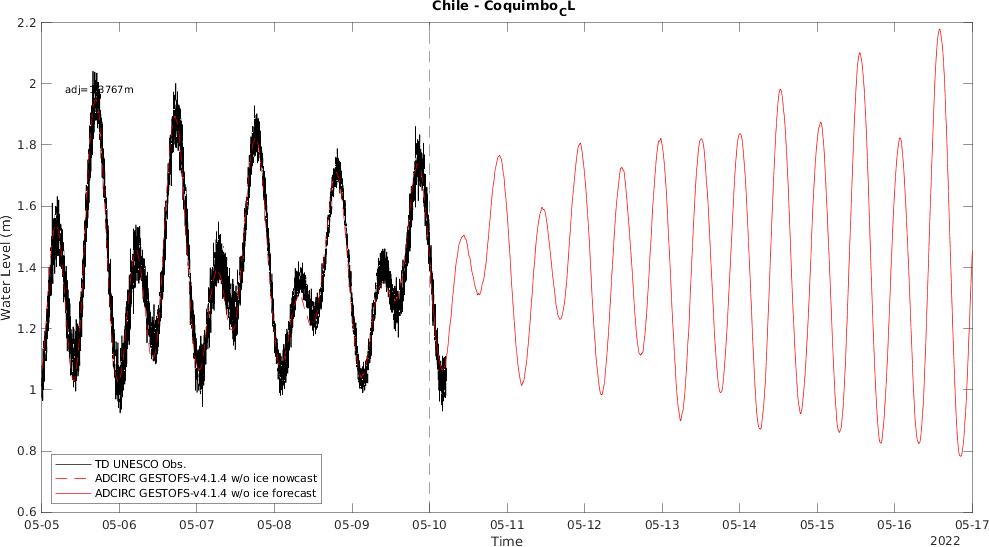 Chile - Coquimbo_CL
2.2
2
1.8
1.6
1.4
1.2
1
0.8
0.6
Water Level (m)
TD UNESCO Obs.
ADCIRC GESTOFS-v4.1.4 w/o ice nowcast
ADCIRC GESTOFS-v4.1.4 w/o ice forecast
05-05 05-06 05-07 05-08 05-09 05-10 05-11 05-12 05-13 05-14 05-15 05-16 05-17
Time
2022